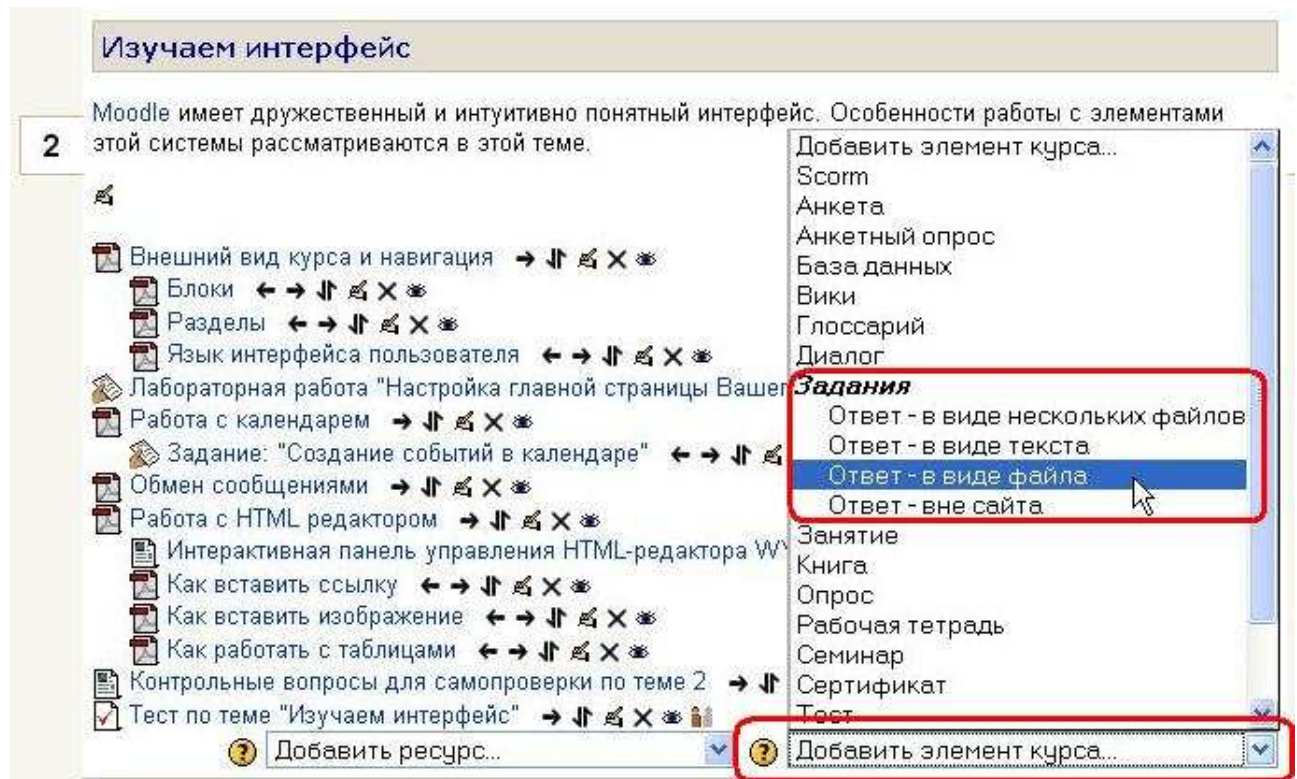 Изучаем интерфейс
Moodle имеет дружественный и интуитивно понятный интерфейс. Особенности работы с элементами
2
этой системы рассматриваются в этой теме.
Внешний вид курса и навигация
Блоки
Разделы
Язык интерфейса пользователя
Лабораторная работа "Настройка главной страницы Вашег
Работа с календарем
Задание: "Создание событий в календаре"
Обмен сообщениями
Работа с HTML редактором
Интерактивная панель управления HTML-редактора WY
Как вставить ссылку
Как вставить изображение
Как работать с таблицами
Контрольные вопросы для самопроверки по теме 2
Тест по теме "Изучаем интерфейс"
Добавить ресурс...
Добавить элемент курса...
Scorm
Анкета
Анкетный опрос
База данных
Вики
Глоссарий
Диалог
Задания
Ответ - в виде нескольких файлов
Ответ - в виде текста
Ответ - в виде файла
Ответ - вне сайта
Занятие
Книга
Опрос
Рабочая тетрадь
Семинар
Сертификат
Тест
Добавить элемент курса...